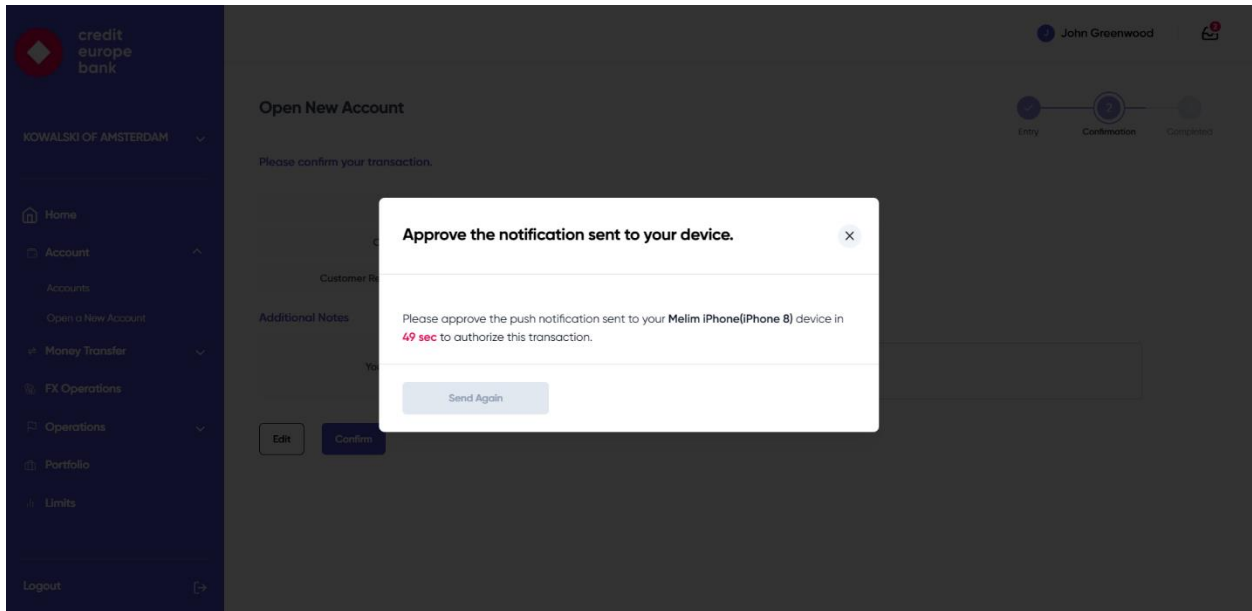 credit
europe
bank
John Greenwood
KOWALSKI OF AMSTERDAM
Open New Account
2
Entry
Confirmation
Completed
Please confirm your transaction.
Home
Account
Accounts
Open a New Account
Money Transfer
FX Operations
Operations
Portfolio
Limits
Logout
Customer Re
Additional Notes
You
Edit
Confirm
Approve the notification sent to your device.
Please approve the push notification sent to your Melim iPhone(iPhone 8) device in
49 sec to authorize this transaction.
Send Again